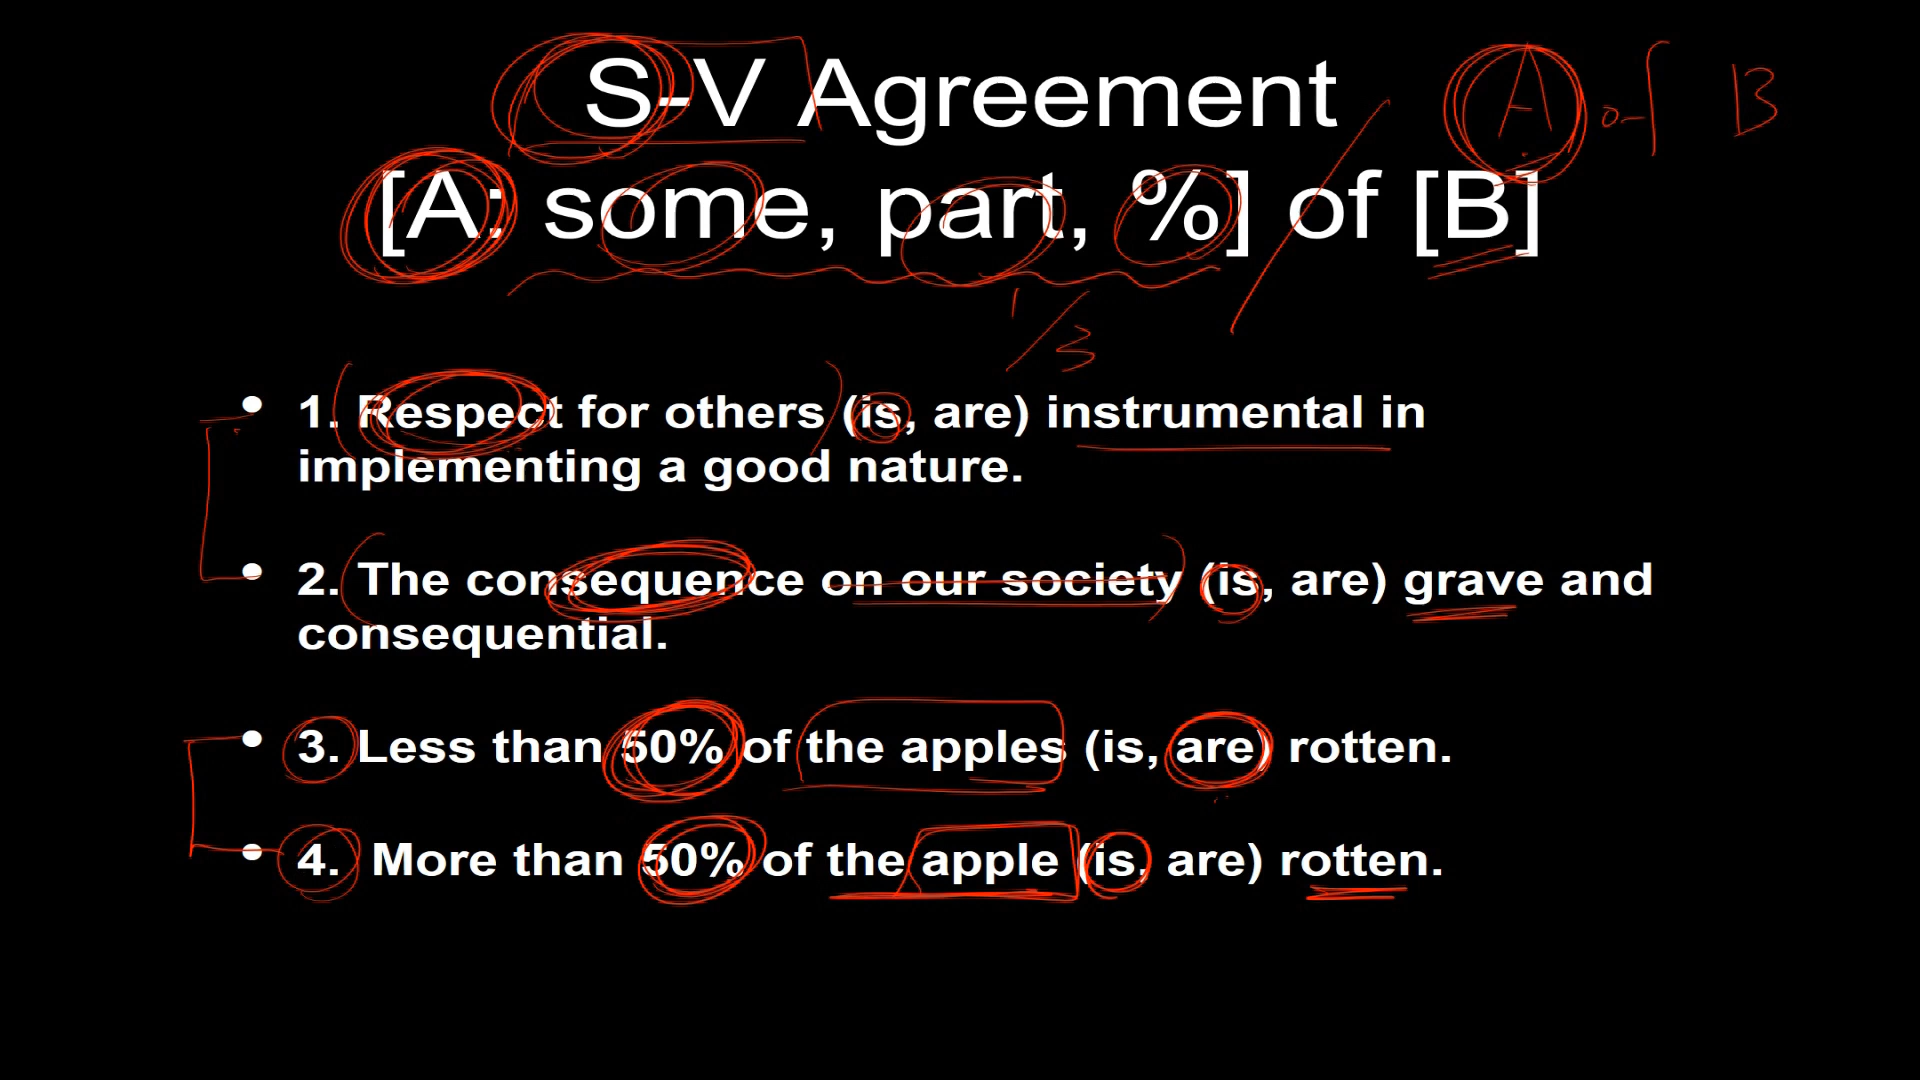 S-V Agreement
A of B
[A: some, part, %] of [B]
1/3
• 1. Respect for others (is, are) instrumental in
implementing a good nature.
• 2. The consequence on our society (is, are) grave and
consequential.
• 3. Less than 50% of the apples (is, are) rotten.
• 4. More than 50% of the apple (is, are) rotten.